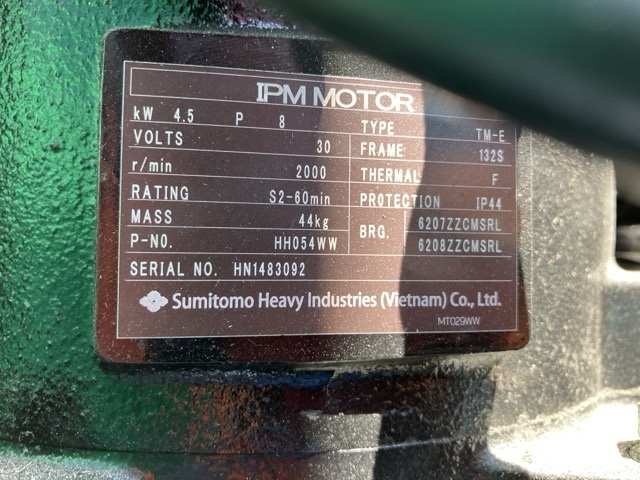 IPM MOTOR
kW 4.5 P 8 TYPE TM-E
VOLTS 30 FRAME 132S
r/min 2000 THERMAL F
RATING S2-60min PROTECTION IP44
MASS 44kg BRG. 6207ZZCMSRL
P-NO. HH054WW 6208ZZCMSRL
SERIAL NO. HN1483092
Sumitomo Heavy Industries (Vietnam) Co., Ltd.
MT029WW